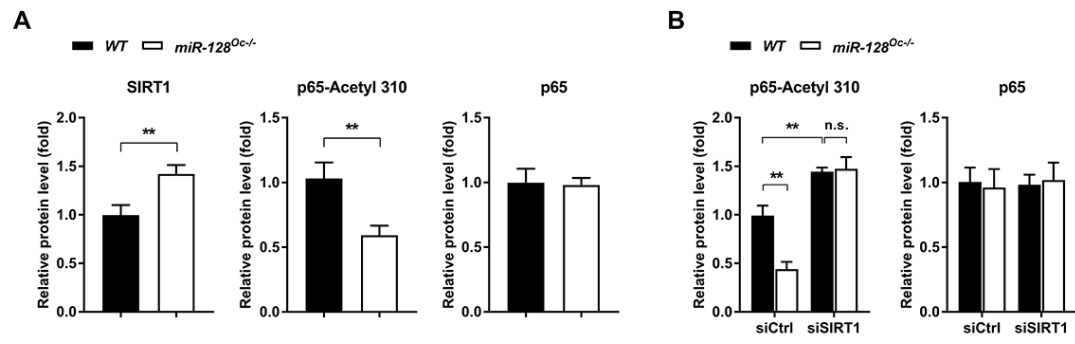 A
WT miR-128Oc-/-
SIRT1
Relative protein level (fold)
2.0
1.5
1.0
0.5
0.0
**
p65-Acetyl 310
Relative protein level (fold)
1.5
1.0
0.5
0.0
**
p65
Relative protein level (fold)
1.5
1.0
0.5
0.0
B
WT miR-128Oc-/-
p65-Acetyl 310
Relative protein level (fold)
2.0
1.5
1.0
0.5
0.0
** n.s.
**
siCtrl siSIRT1
p65
Relative protein level (fold)
1.5
1.0
0.5
0.0
siCtrl siSIRT1